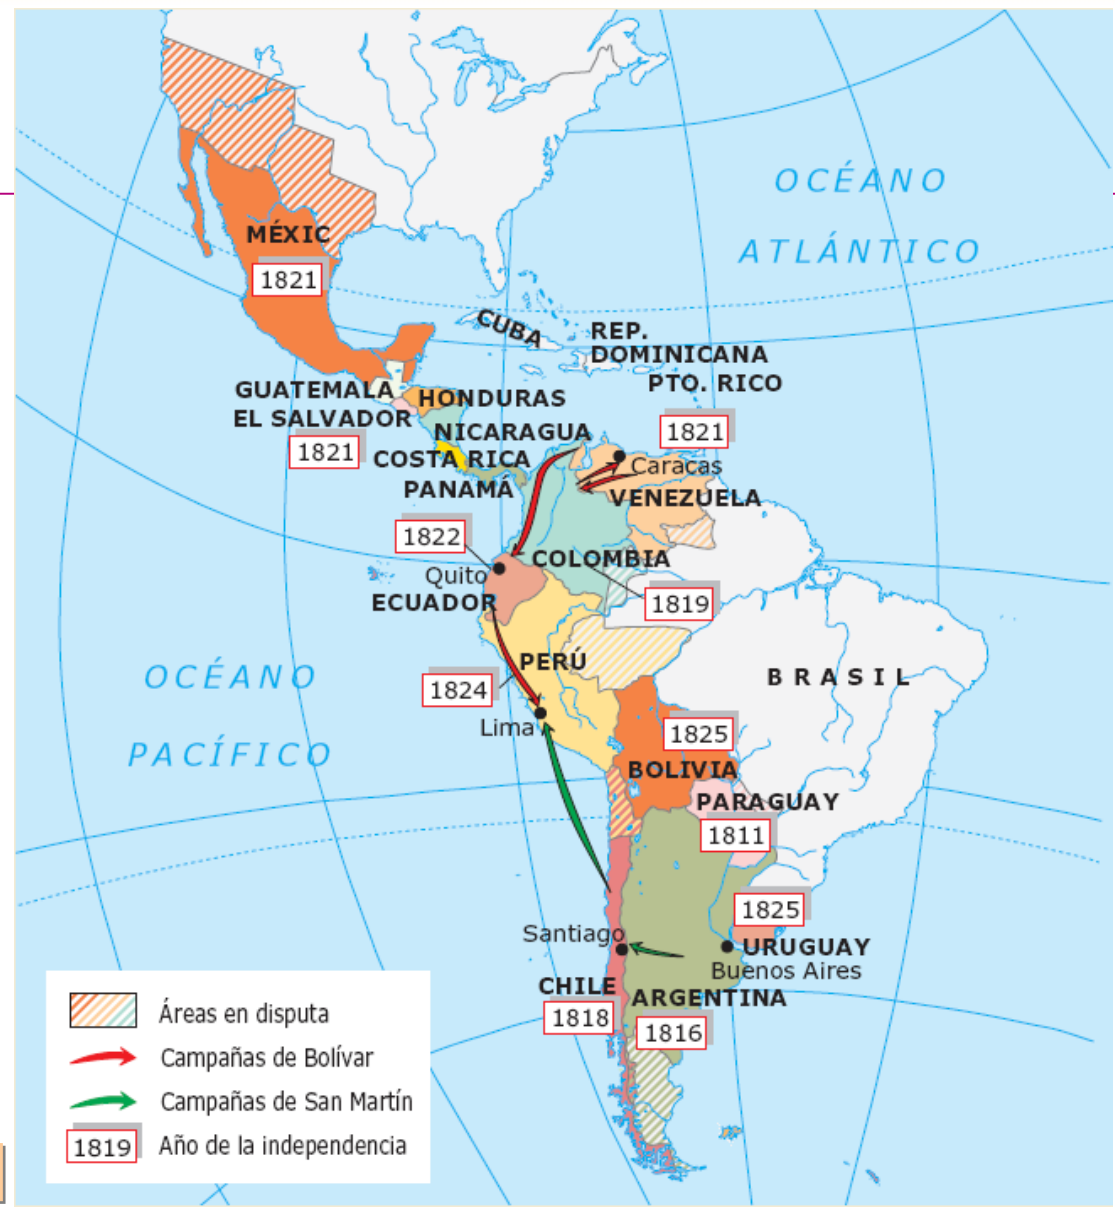 OCÉANO
ATLÁNTICO
MÉXIC
1821
CUBA
REP.
DOMINICANA
PTO. RICO
GUATEMALA
HONDURAS
EL SALVADOR
1821
NICARAGUA
1821
COSTA RICA
Caracas
PANAMÁ
VENEZUELA
1822
COLOMBIA
Quito
ECUADOR
1819
OCÉANO
PACÍFICO
PERÚ
BRASIL
1824
Lima
1825
BOLIVIA
PARAGUAY
1811
1825
Santiago
URUGUAY
Buenos Aires
CHILE
ARGENTINA
1818
1816
Áreas en disputa
Campañas de Bolívar
Campañas de San Martín
1819 Año de la independencia